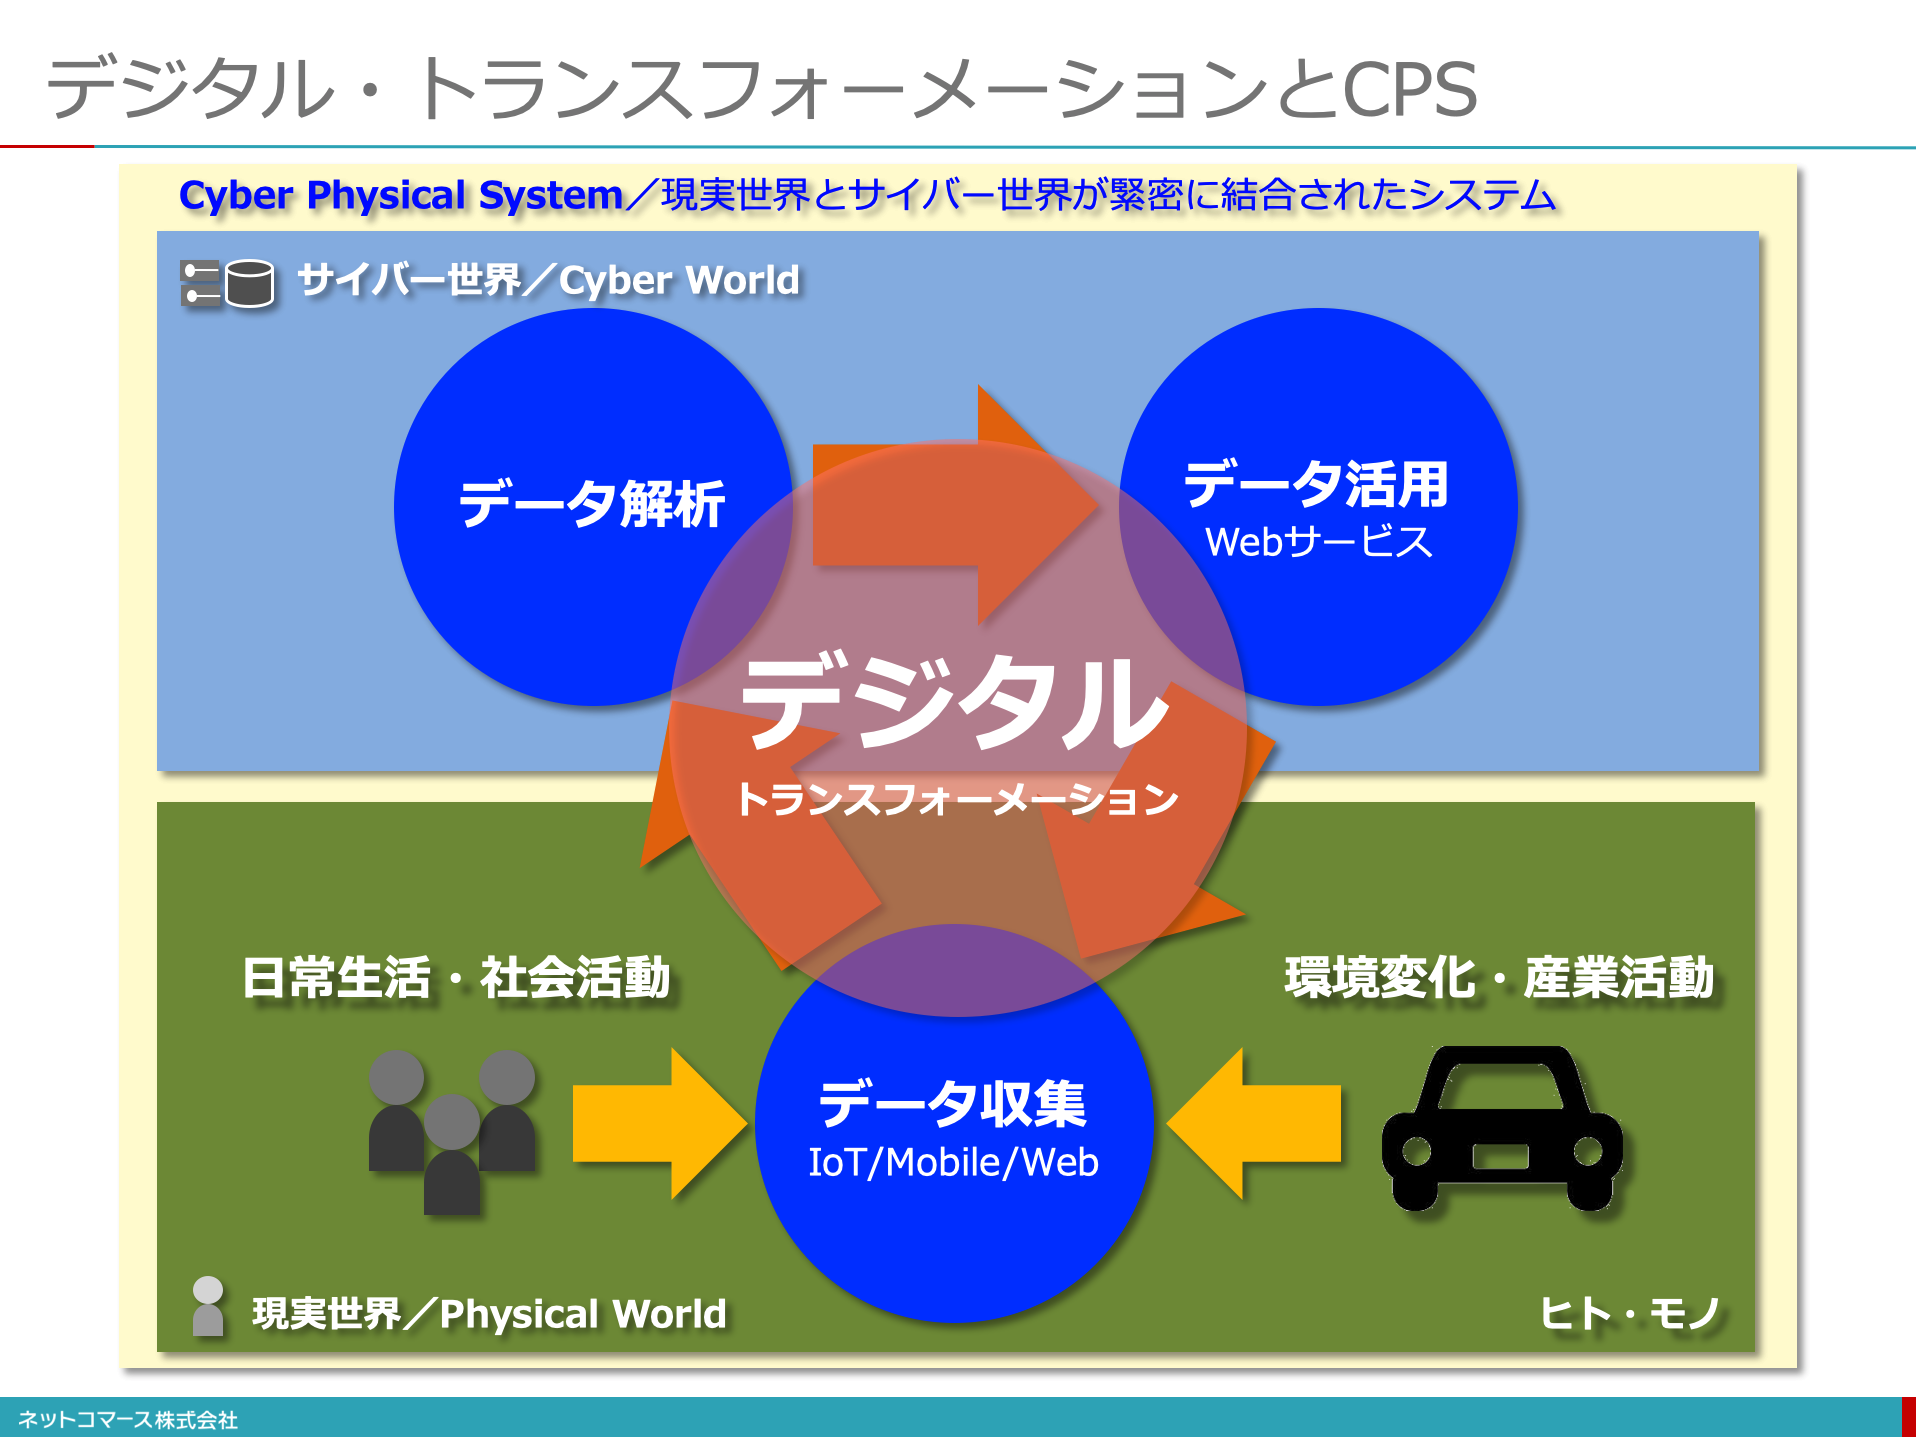 デジタル・トランスフォーメーションとCPS
Cyber Physical System／現実世界とサイバー世界が緊密に結合されたシステム
サイバー世界／Cyber World
データ解析
データ活用
Webサービス
デジタル
トランスフォーメーション
日常生活・社会活動
環境変化・産業活動
データ収集
IoT/Mobile/Web
現実世界／Physical World
ヒト・モノ
ネットコマース株式会社